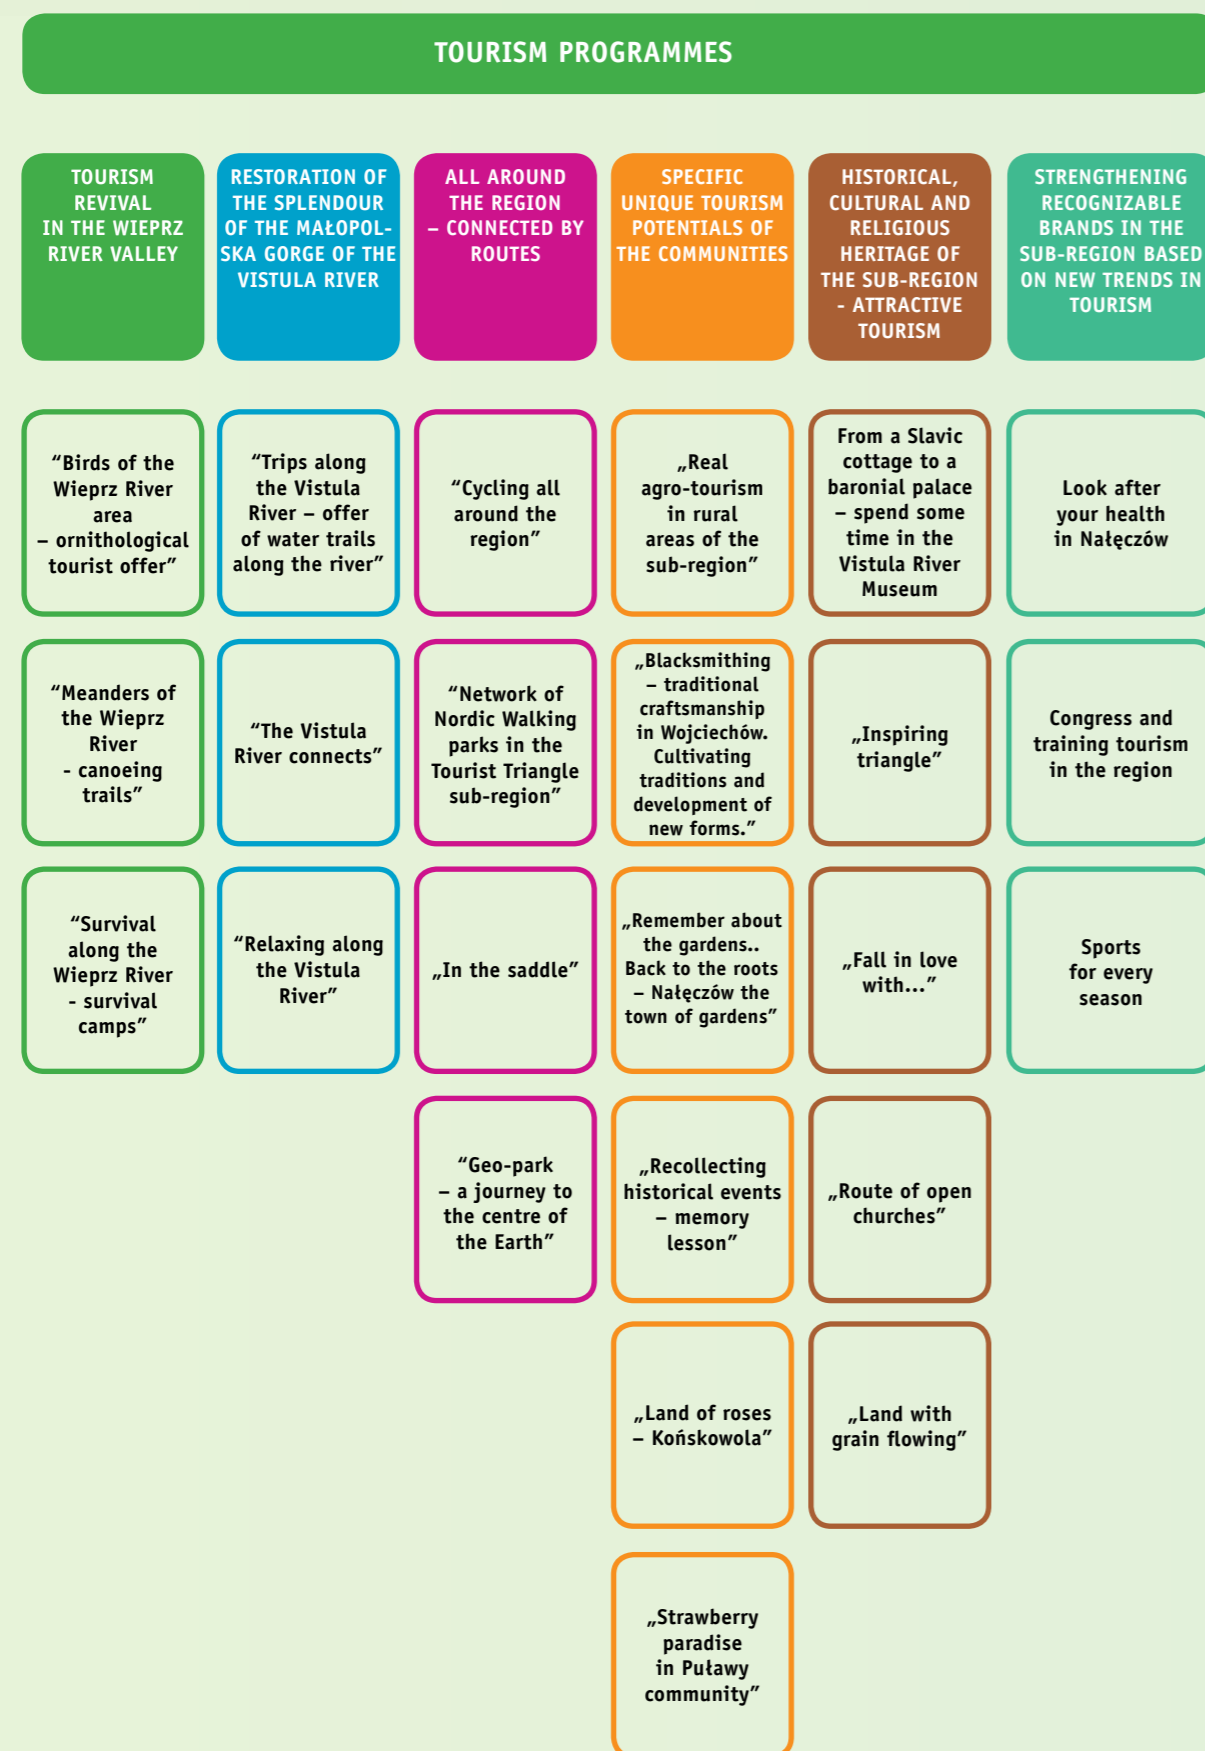 TOURISM PROGRAMMES
TOURISM
REVIVAL
IN THE WIEPRZ
RIVER VALLEY
RESTORATION OF
THE SPLENDOUR
OF THE MAŁOPOL-
SKA GORGE OF THE
VISTULA RIVER
ALL AROUND
THE REGION
– CONNECTED BY
ROUTES
SPECIFIC
UNIQUE TOURISM
POTENTIALS OF
THE COMMUNITIES
HISTORICAL,
CULTURAL AND
RELIGIOUS
HERITAGE OF
THE SUB-REGION
- ATTRACTIVE
TOURISM
STRENGTHENING
RECOGNIZABLE
BRANDS IN THE
SUB-REGION BASED
ON NEW TRENDS IN
TOURISM
“Birds of the
Wieprz River
area
– ornithological
tourist offer”
“Trips along
the Vistula
River – offer
of water trails
along the river”
“Cycling all
around the
region”
„Real
agro-tourism
in rural
areas of the
sub-region”
From a Slavic
cottage to a
baronial palace
– spend some
time in the
Vistula River
Museum
Look after
your health
in Nałęczów
“Meanders of
the Wieprz
River
- canoeing
trails”
“The Vistula
River connects”
“Network of
Nordic Walking
parks in the
Tourist Triangle
sub-region”
„Blacksmithing
– traditional
craftsmanship
in Wojciechów.
Cultivating
traditions and
development of
new forms.”
„Inspiring
triangle”
Congress and
training tourism
in the region
“Survival
along the
Wieprz River
- survival
camps”
“Relaxing along
the Vistula
River”
„In the saddle”
„Remember about
the gardens..
Back to the roots
– Nałęczów the
town of gardens”
„Fall in love
with...”
Sports
for every
season
“Geo-park
– a journey to
the centre of
the Earth”
„Recollecting
historical events
– memory
lesson”
„Route of open
churches”
„Land of roses
– Końskowola”
„Land with
grain flowing”
„Strawberry
paradise
in Puławy
community”